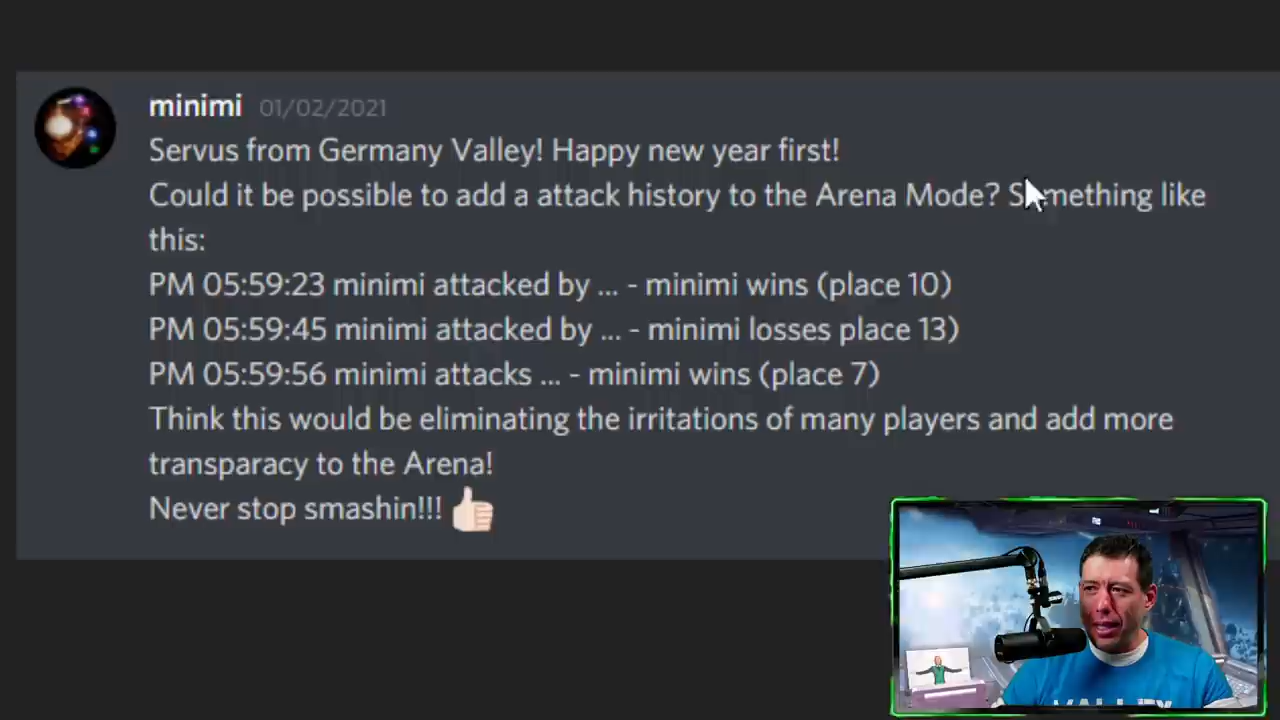 minimi 01/02/2021
Servus from Germany Valley! Happy new year first!
Could it be possible to add a attack history to the Arena Mode? Something like
this:
PM 05:59:23 minimi attacked by ... - minimi wins (place 10)
PM 05:59:45 minimi attacked by ... - minimi losses place 13)
PM 05:59:56 minimi attacks ... - minimi wins (place 7)
Think this would be eliminating the irritations of many players and add more
transparacy to the Arena!
Never stop smashin!!! 👍🏻
VALLEY